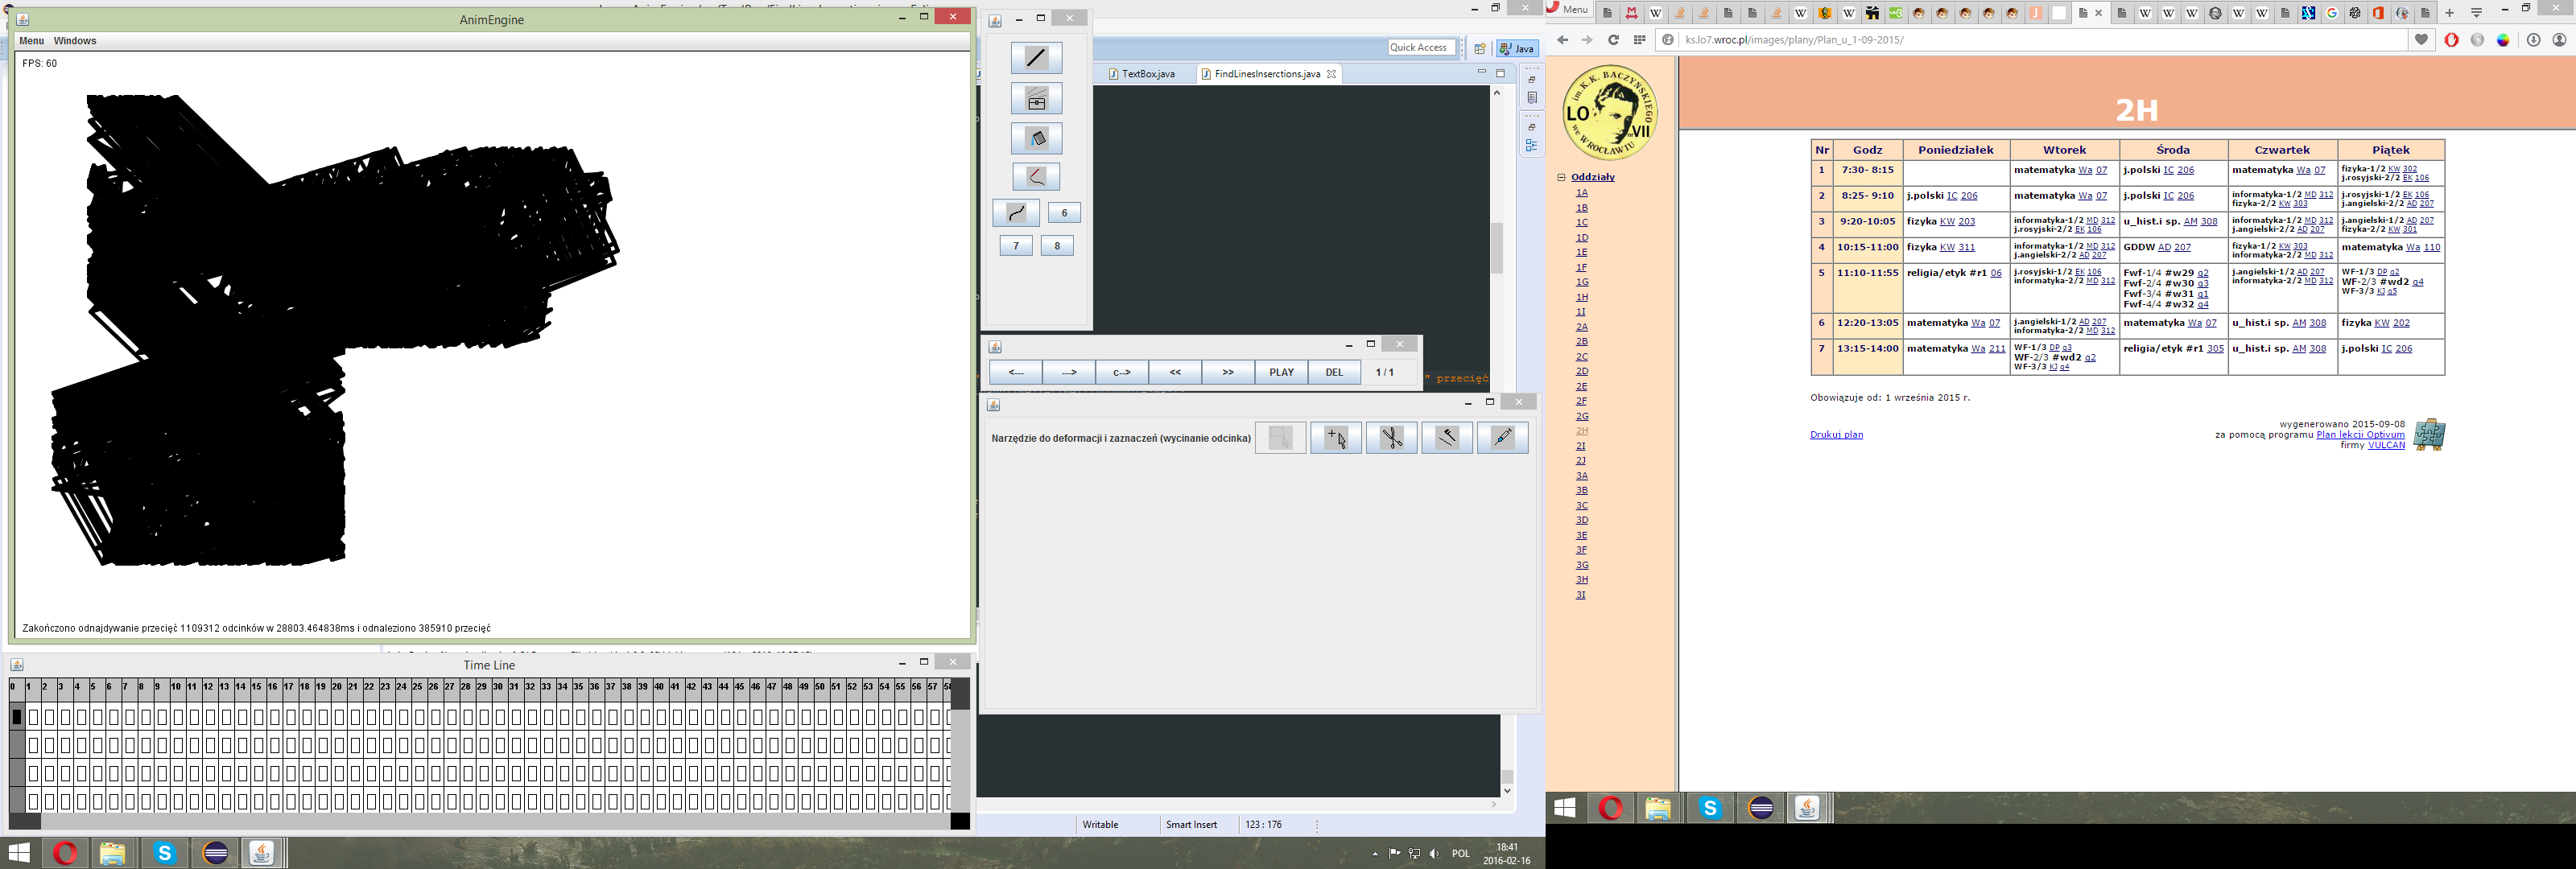 AnimEngine
Menu Windows
FPS: 60
Zakończono odnajdywanie przecięć 1109312 odcinków w 28803.464838ms i odnaleziono 385910 przecięć
Time Line
0 1 2 3 4 5 6 7 8 9 10 11 12 13 14 15 16 17 18 19 20 21 22 23 24 25 26 27 28 29 30 31 32 33 34 35 36 37 38 39 40 41 42 43 44 45 46 47 48 49 50 51 52 53 54 55 56 57
6
7 8
Quick Access
Java
TextBox.java
FindLinesInserctions.java
<--- ---> c--> << >> PLAY DEL 1 / 1
" przecięć
Narzędzie do deformacji i zaznaczeń (wycinanie odcinka)
Writable Smart Insert 123 : 176
POL
18:41
2016-02-16
Menu
ks.lo7.wroc.pl/images/plany/Plan_u_1-09-2015/
im. K. K. BACZYŃSKIEGO
LO nr VII
we WROCŁAWIU
Oddziały
1A
1B
1C
1D
1E
1F
1G
1H
1I
2A
2B
2C
2D
2E
2F
2G
2H
2I
2J
3A
3B
3C
3D
3E
3F
3G
3H
3I
2H
Nr Godz Poniedziałek Wtorek Środa Czwartek Piątek
1 7:30- 8:15 matematyka Wa 07 j.polski IC 206 matematyka Wa 07 fizyka-1/2 KW 302
j.rosyjski-2/2 EK 106
2 8:25- 9:10 j.polski IC 206 matematyka Wa 07 j.polski IC 206 informatyka-1/2 MD 312 j.rosyjski-1/2 EK 106
fizyka-2/2 KW 303 j.angielski-2/2 AD 207
3 9:20-10:05 fizyka KW 203 informatyka-1/2 MD 312 u_hist.i sp. AM 308 informatyka-1/2 MD 312 j.angielski-1/2 AD 207
j.rosyjski-2/2 EK 106 j.angielski-2/2 AD 207 fizyka-2/2 KW 301
4 10:15-11:00 fizyka KW 311 informatyka-1/2 MD 312 GDDW AD 207 fizyka-1/2 KW 303 matematyka Wa 110
j.angielski-2/2 AD 207 informatyka-2/2 MD 312
5 11:10-11:55 religia/etyk #r1 06 j.rosyjski-1/2 EK 106 Fwf-1/4 #w29 g2 j.angielski-1/2 AD 207 WF-1/3 DP g2
informatyka-2/2 MD 312 Fwf-2/4 #w30 g3 informatyka-2/2 MD 312 WF-2/3 #wd2 g4
Fwf-3/4 #w31 g1 WF-3/3 KJ g5
Fwf-4/4 #w32 g4
6 12:20-13:05 matematyka Wa 07 j.angielski-1/2 AD 207 matematyka Wa 07 u_hist.i sp. AM 308 fizyka KW 202
informatyka-2/2 MD 312
7 13:15-14:00 matematyka Wa 211 WF-1/3 DP g3 religia/etyk #r1 305 u_hist.i sp. AM 308 j.polski IC 206
WF-2/3 #wd2 g2
WF-3/3 KJ g4
Obowiązuje od: 1 września 2015 r.
Drukuj plan
wygenerowano 2015-09-08
za pomocą programu Plan lekcji Optivum
firmy VULCAN